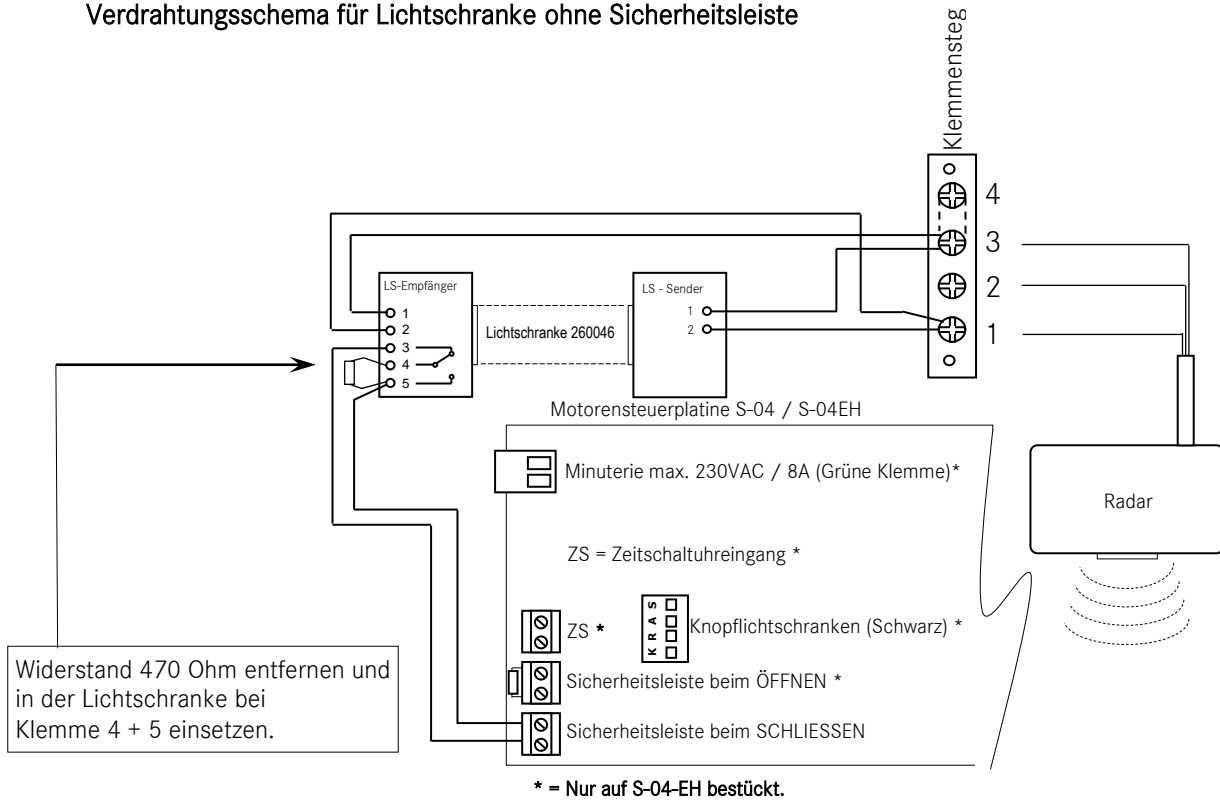 Verdrahtungsschema für Lichtschranke ohne Sicherheitsleiste
Klemmensteg
4
3
2
1
LS-Empfänger
1
2
3
4
5
Lichtschranke 260046
LS - Sender
1
2
Radar
Motorensteuerplatine S-04 / S-04EH
Minuterie max. 230VAC / 8A (Grüne Klemme)*
ZS = Zeitschaltuhreingang *
ZS *
K R A S
Knopflichtschranken (Schwarz) *
Sicherheitsleiste beim ÖFFNEN *
Sicherheitsleiste beim SCHLIESSEN
Widerstand 470 Ohm entfernen und
in der Lichtschranke bei
Klemme 4 + 5 einsetzen.
* = Nur auf S-04-EH bestückt.